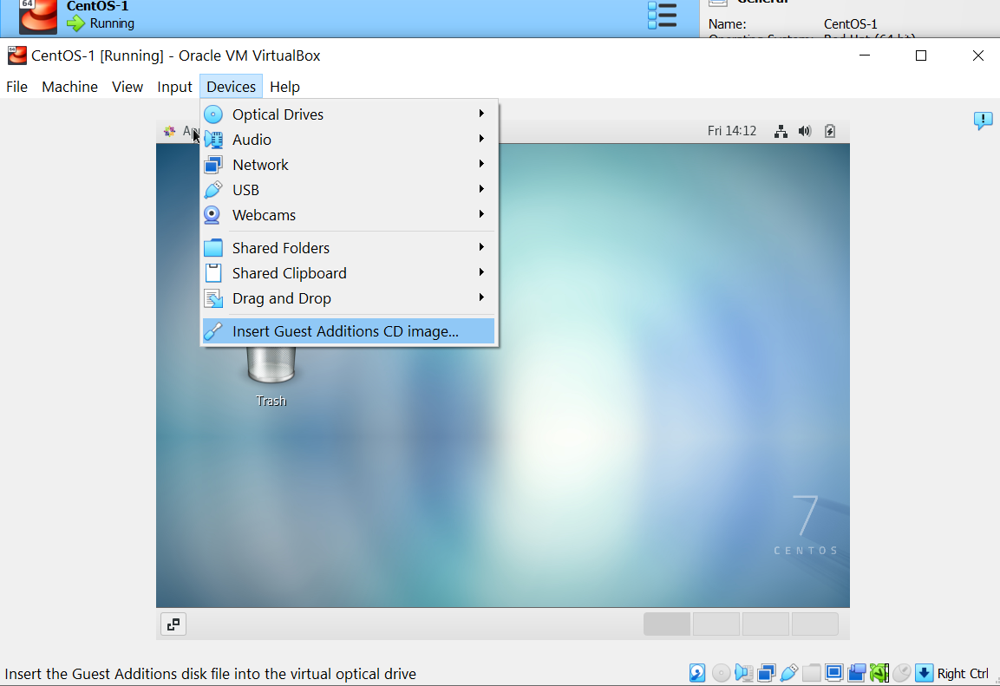 64
CentOS-1
Running
General
Name: CentOS-1
Operating System: Red Hat (64-bit)
CentOS-1 [Running] - Oracle VM VirtualBox
File Machine View Input Devices Help
Optical Drives
Fri 14:12
Audio
Network
USB
Webcams
Shared Folders
Shared Clipboard
Drag and Drop
Insert Guest Additions CD image...
Trash
7
CENTOS
Insert the Guest Additions disk file into the virtual optical drive
Right Ctrl